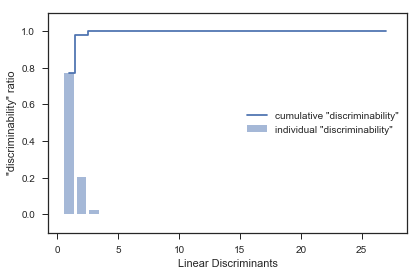 1.0
0.8
0.6
0.4
0.2
0.0
"discriminability" ratio
cumulative "discriminability"
individual "discriminability"
0 5 10 15 20 25
Linear Discriminants